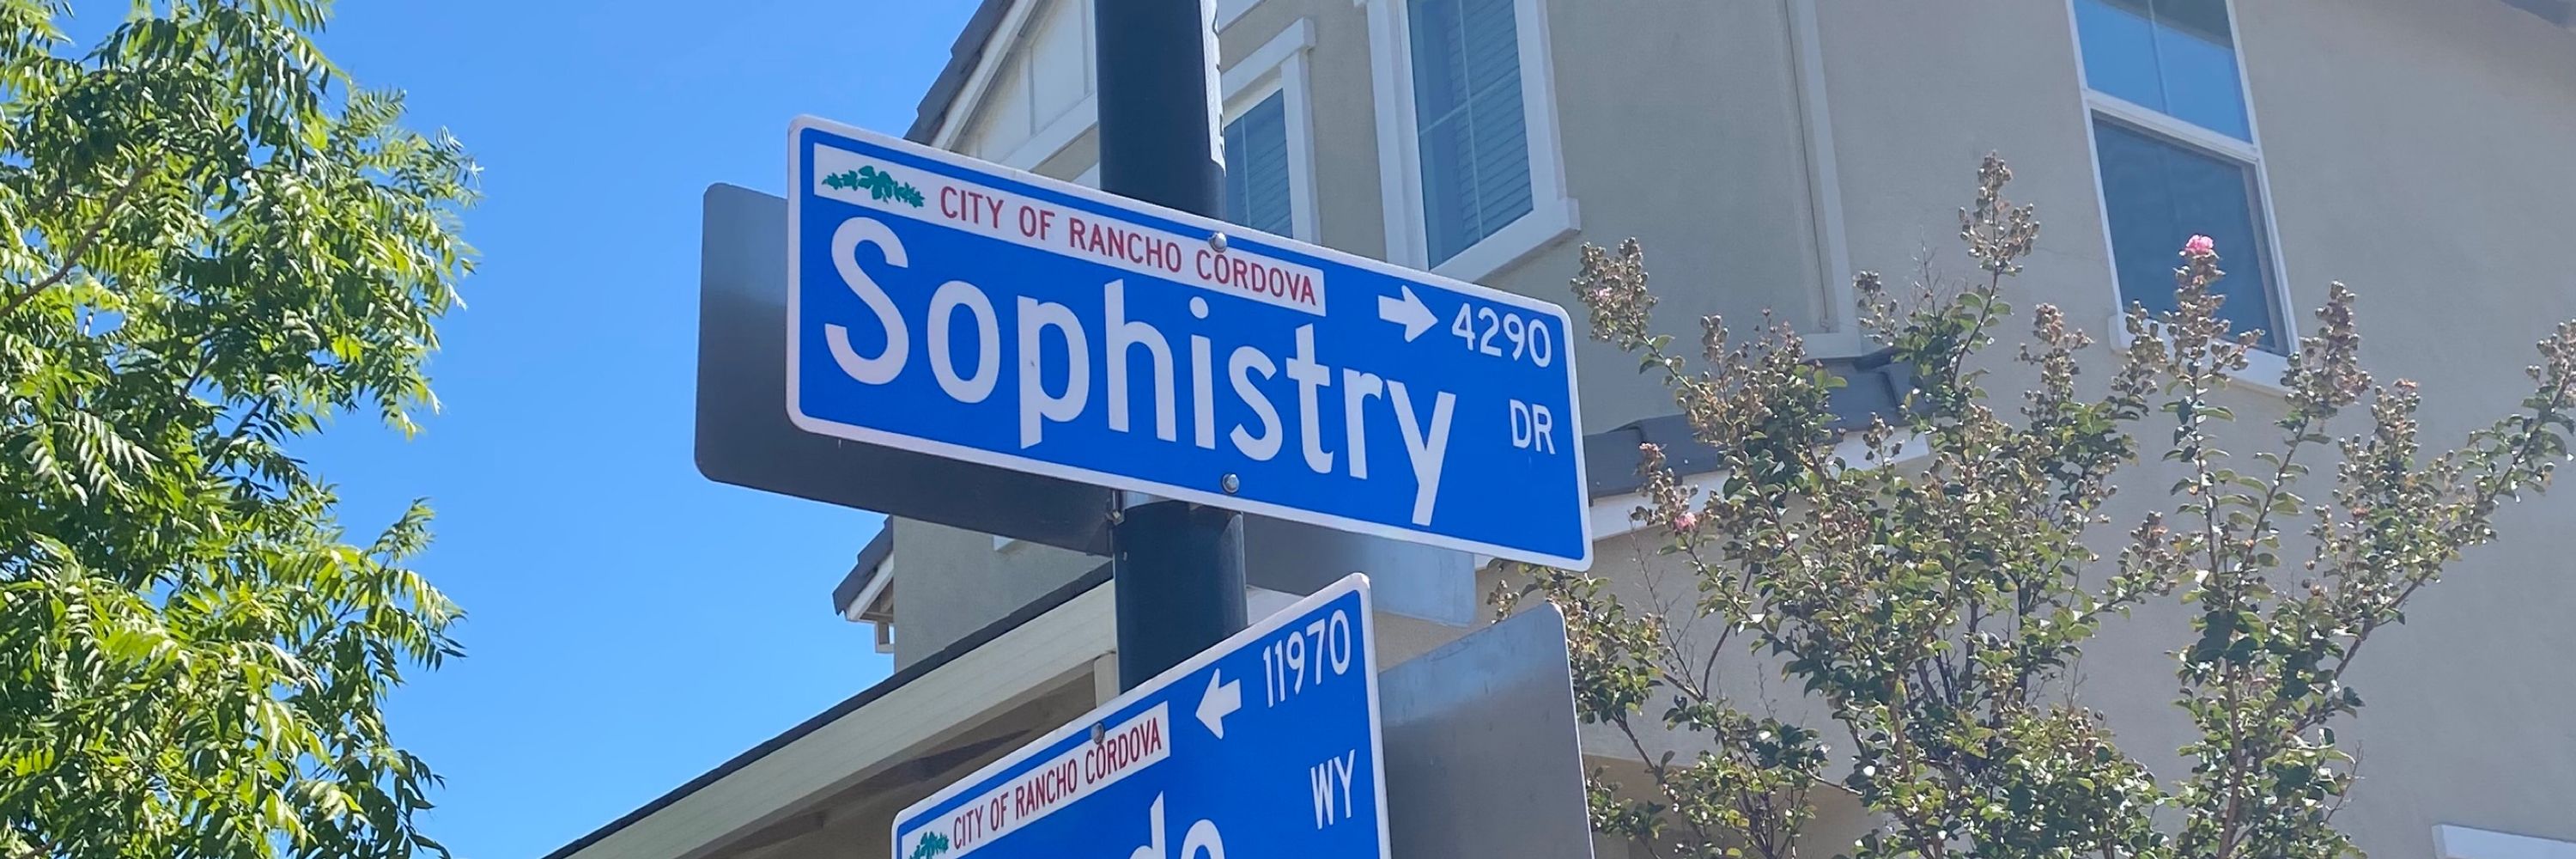 CITY OF RANCHO CORDOVA
→ 4290
Sophistry DR
← 11970
CITY OF RANCHO CORDOVA
WY